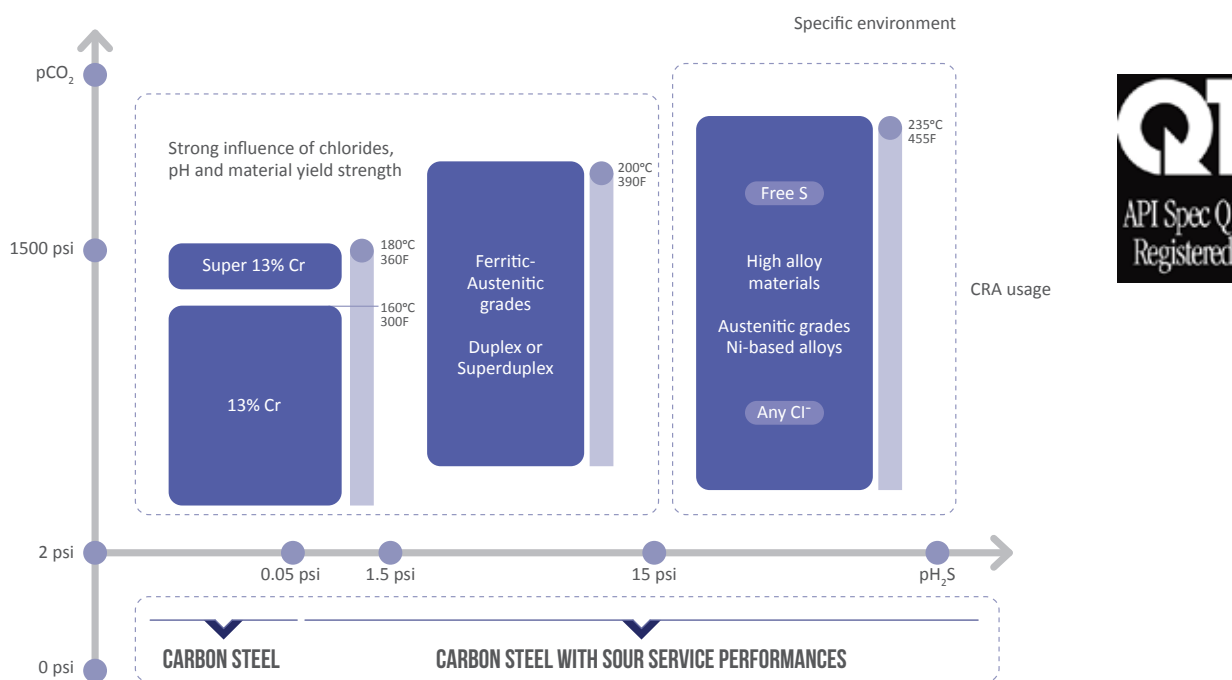 Specific environment
pCO₂
Strong influence of chlorides,
pH and material yield strength
1500 psi
Super 13% Cr
180°C
360F
160°C
300F
13% Cr
200°C
390F
Ferritic-
Austenitic
grades
Duplex or
Superduplex
235°C
455F
Free S
High alloy
materials
Austenitic grades
Ni-based alloys
Any Cl⁻
CRA usage
Q1
API Spec Q
Registered
2 psi
0.05 psi
1.5 psi
15 psi
pH₂S
0 psi
CARBON STEEL
CARBON STEEL WITH SOUR SERVICE PERFORMANCES